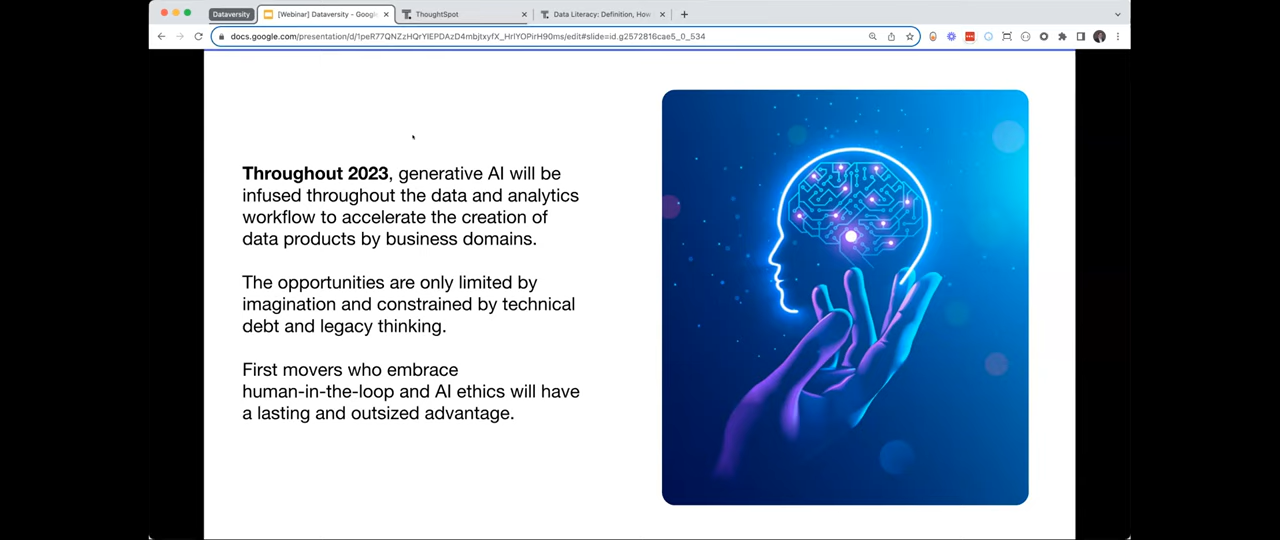 Dataversity
[Webinar] Dataversity - Google
ThoughtSpot
Data Literacy: Definition, How
docs.google.com/presentation/d/1peR77QNZzHQrYlEPDAzD4mbjtxyfX_HrlYOPirH90ms/edit#slide=id.g2572816cae5_0_534
Throughout 2023, generative AI will be
infused throughout the data and analytics
workflow to accelerate the creation of
data products by business domains.
The opportunities are only limited by
imagination and constrained by technical
debt and legacy thinking.
First movers who embrace
human-in-the-loop and AI ethics will have
a lasting and outsized advantage.